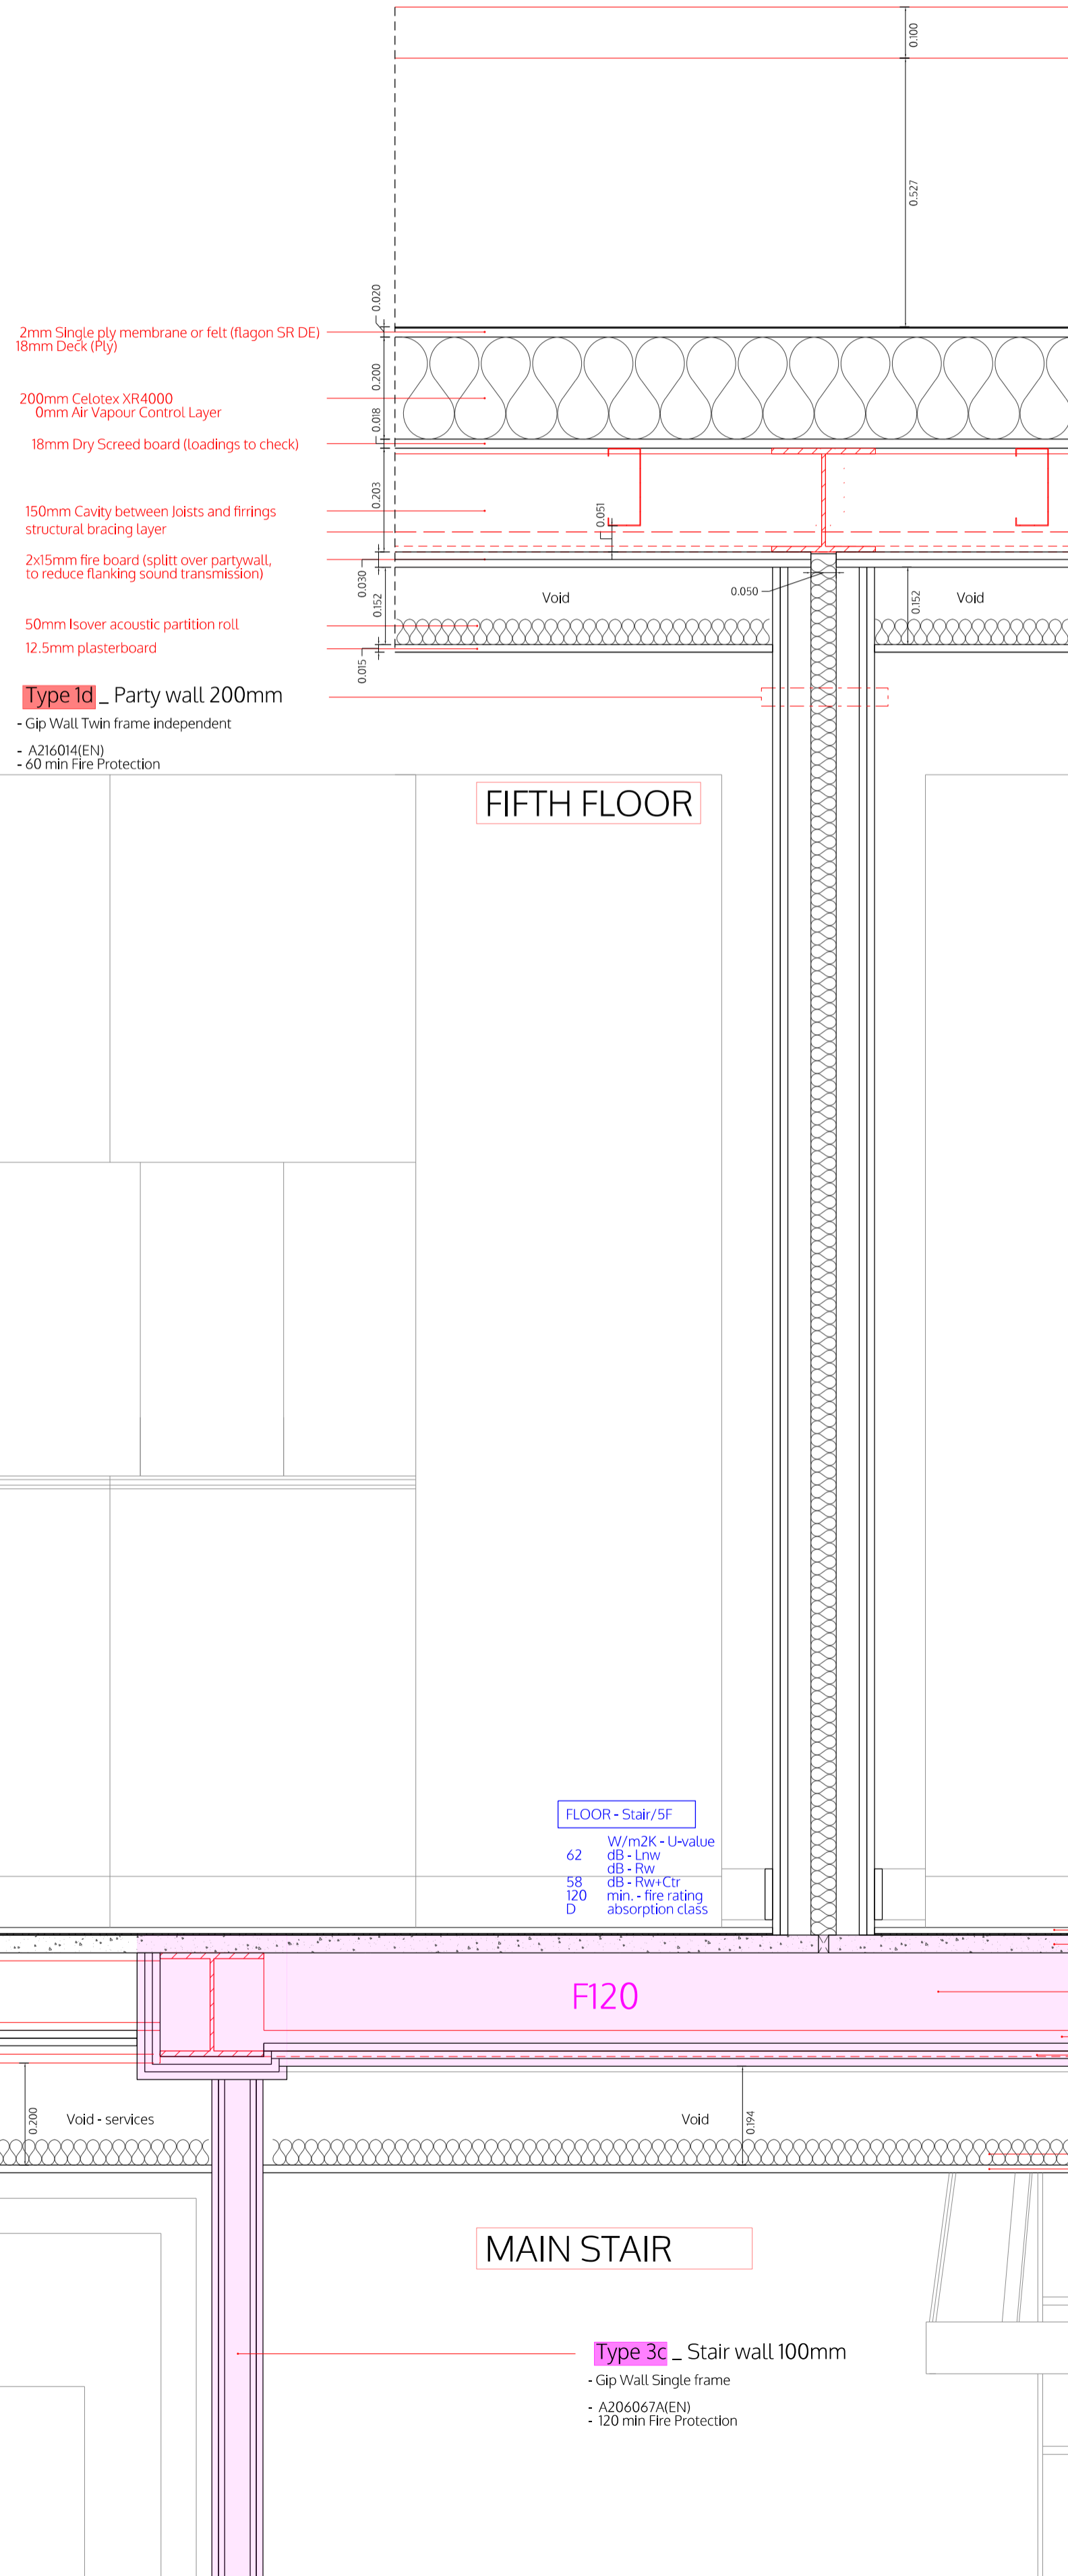 0.100
0.527
0.020
2mm Single ply membrane or felt (flagon SR DE)
18mm Deck (Ply)
0.200
200mm Celotex XR4000
0mm Air Vapour Control Layer
0.018
18mm Dry Screed board (loadings to check)
0.203
150mm Cavity between Joists and firrings
structural bracing layer
0.051
2x15mm fire board (splitt over partywall,
to reduce flanking sound transmission)
0.030
0.050
0.152
Void
0.152
Void
50mm Isover acoustic partition roll
12.5mm plasterboard
0.015
Type 1d _ Party wall 200mm
- Gip Wall Twin frame independent
- A216014(EN)
- 60 min Fire Protection
FIFTH FLOOR
FLOOR - Stair/5F
W/m2K - U-value
62 dB - Lnw
dB - Rw
58 dB - Rw+Ctr
120 min. - fire rating
D absorption class
F120
0.200
Void - services
Void
0.194
MAIN STAIR
Type 3c _ Stair wall 100mm
- Gip Wall Single frame
- A206067A(EN)
- 120 min Fire Protection